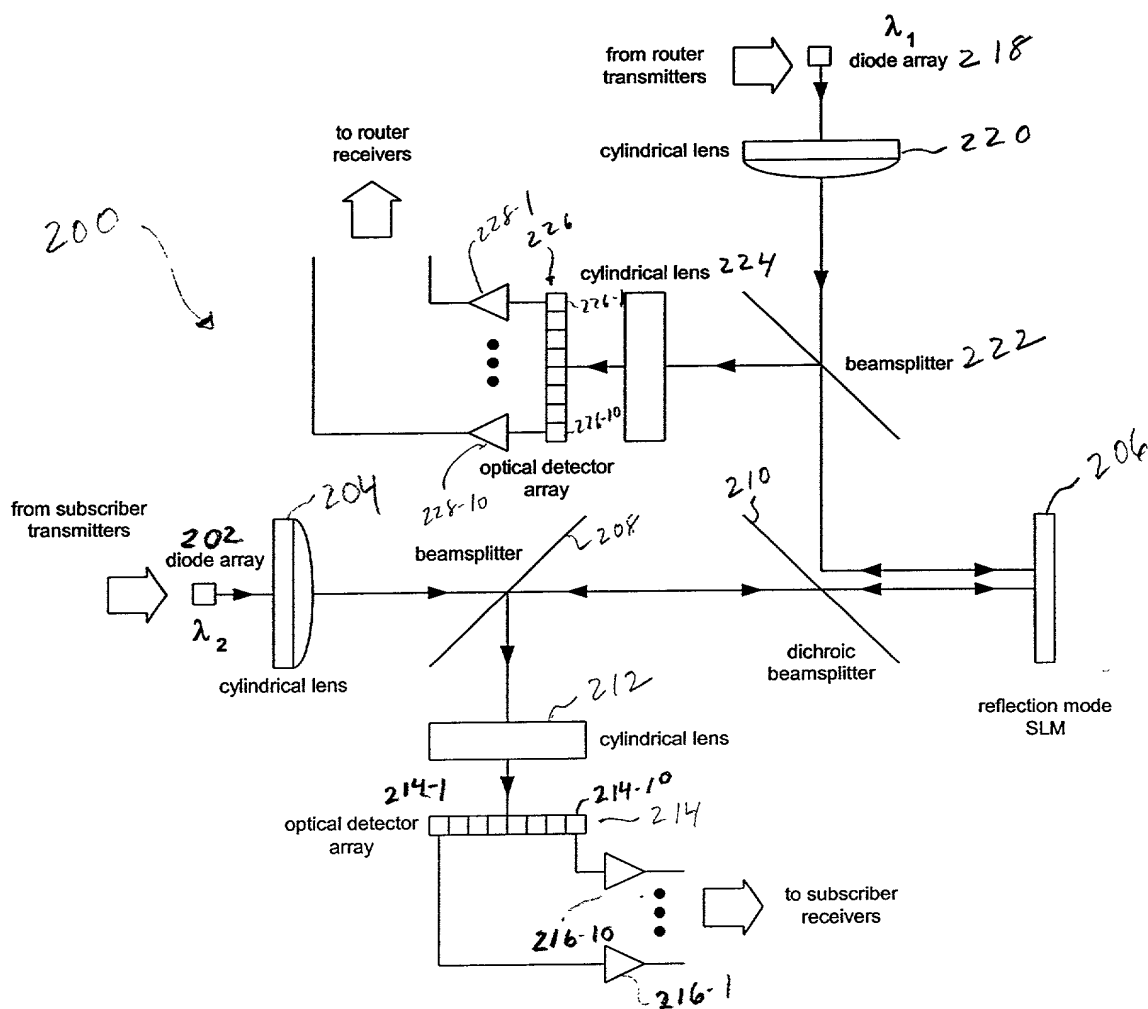 λ1
from router
transmitters
diode array 218
cylindrical lens
220
to router
receivers
200
228-1
226
cylindrical lens 224
226-1
beamsplitter 222
226-10
optical detector
array
228-10
204
from subscriber
transmitters
202
diode array
λ2
cylindrical lens
beamsplitter
208
210
206
dichroic
beamsplitter
reflection mode
SLM
212
cylindrical lens
214-1
214-10
214
optical detector
array
to subscriber
receivers
216-10
216-1